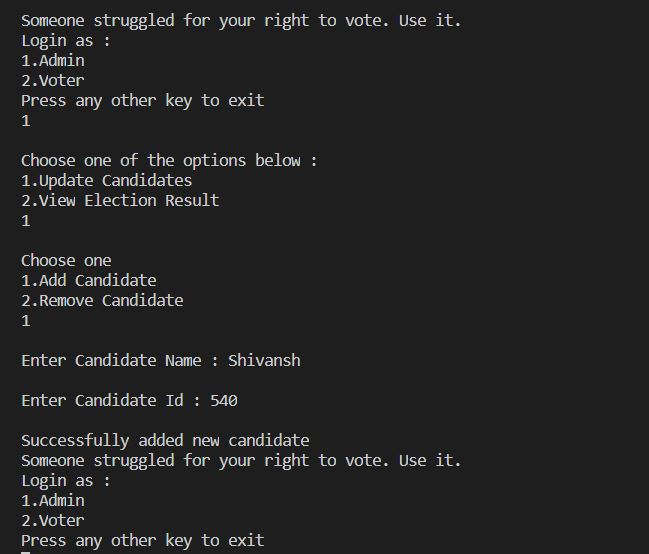 Someone struggled for your right to vote. Use it.
Login as :
1.Admin
2.Voter
Press any other key to exit
1
Choose one of the options below :
1.Update Candidates
2.View Election Result
1
Choose one
1.Add Candidate
2.Remove Candidate
1
Enter Candidate Name : Shivansh
Enter Candidate Id : 540
Successfully added new candidate
Someone struggled for your right to vote. Use it.
Login as :
1.Admin
2.Voter
Press any other key to exit